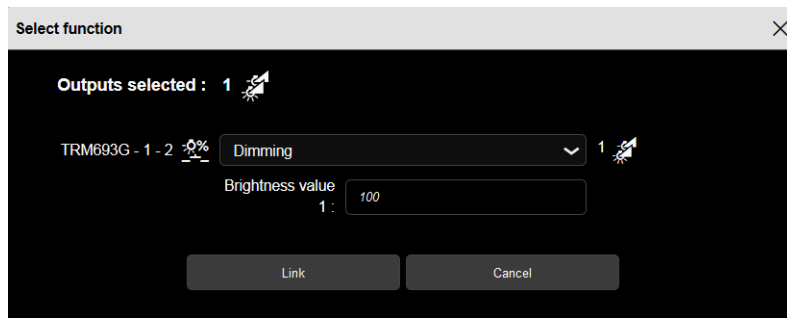 Select function
Outputs selected : 1
TRM693G - 1 - 2 % Dimming 1
Brightness value
1 : 100
Link Cancel